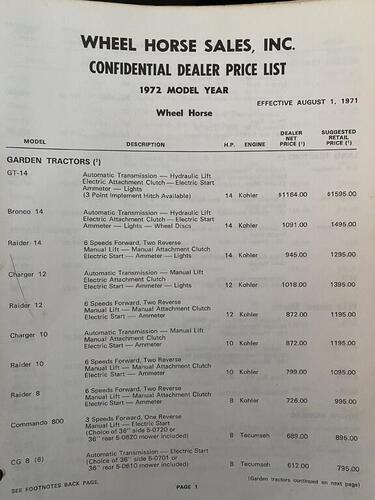 WHEEL HORSE SALES, INC.
CONFIDENTIAL DEALER PRICE LIST
1972 MODEL YEAR
EFFECTIVE AUGUST 1, 1971
Wheel Horse
MODEL DESCRIPTION H.P. ENGINE DEALER NET PRICE (¹) SUGGESTED RETAIL PRICE (¹)
GARDEN TRACTORS (²)
GT-14 Automatic Transmission — Hydraulic Lift
Electric Attachment Clutch — Electric Start
Ammeter — Lights
(3 Point Implement Hitch Available) 14 Kohler $1164.00 $1595.00
Bronco 14 Automatic Transmission — Hydraulic Lift
Electric Attachment Clutch — Electric Start
Ammeter — Lights — Wheel Discs 14 Kohler 1091.00 1495.00
Raider 14 6 Speeds Forward, Two Reverse
Manual Lift — Manual Attachment Clutch
Electric Start — Ammeter — Lights 14 Kohler 945.00 1295.00
Charger 12 Automatic Transmission — Manual Lift
Electric Attachment Clutch — Electric Start
Ammeter — Lights 12 Kohler 1018.00 1395.00
Raider 12 6 Speeds Forward, Two Reverse
Manual Lift — Manual Attachment Clutch
Electric Start — Ammeter 12 Kohler 872.00 1195.00
Charger 10 Automatic Transmission — Manual Lift
Manual Attachment Clutch
Electric Start — Ammeter 10 Kohler 872.00 1195.00
Raider 10 6 Speeds Forward, Two Reverse
Manual Lift — Manual Attachment Clutch
Electric Start — Ammeter 10 Kohler 799.00 1095.00
Raider 8 6 Speeds Forward, Two Reverse
Manual Lift — Manual Attachment Clutch
Electric Start — Ammeter 8 Kohler 726.00 995.00
Commando 800 3 Speeds Forward, One Reverse
Manual Lift — Electric Start
(Choice of 36" side 5-0720 or
36" rear 5-0620 mower included) 8 Tecumseh 689.00 895.00
CG 8 (6) Automatic Transmission — Electric Start
(Choice of 36" side 5-0701 or
36" rear 5-0610 mower included) 8 Tecumseh 612.00 795.00
(Garden tractors continued on next page)
SEE FOOTNOTES BACK PAGE. PAGE 1